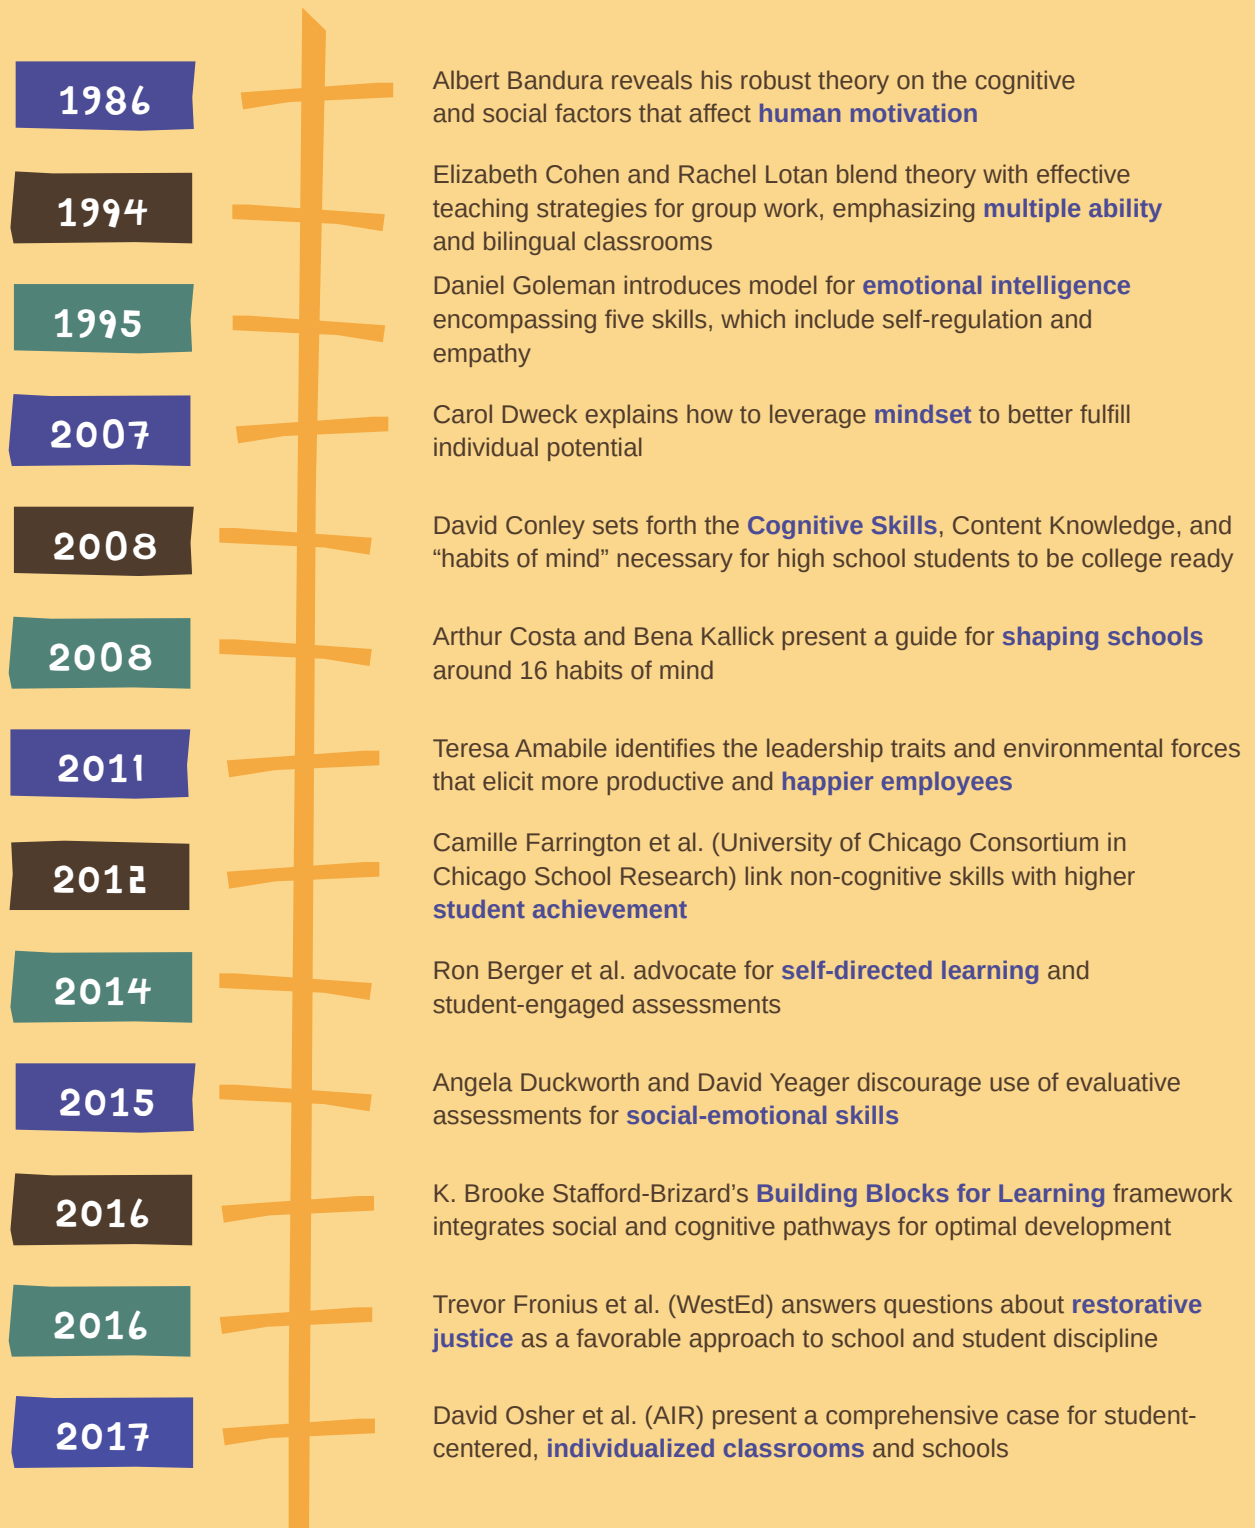 1986
Albert Bandura reveals his robust theory on the cognitive
and social factors that affect human motivation
1994
Elizabeth Cohen and Rachel Lotan blend theory with effective
teaching strategies for group work, emphasizing multiple ability
and bilingual classrooms
1995
Daniel Goleman introduces model for emotional intelligence
encompassing five skills, which include self-regulation and
empathy
2007
Carol Dweck explains how to leverage mindset to better fulfill
individual potential
2008
David Conley sets forth the Cognitive Skills, Content Knowledge, and
“habits of mind” necessary for high school students to be college ready
2008
Arthur Costa and Bena Kallick present a guide for shaping schools
around 16 habits of mind
2011
Teresa Amabile identifies the leadership traits and environmental forces
that elicit more productive and happier employees
2012
Camille Farrington et al. (University of Chicago Consortium in
Chicago School Research) link non-cognitive skills with higher
student achievement
2014
Ron Berger et al. advocate for self-directed learning and
student-engaged assessments
2015
Angela Duckworth and David Yeager discourage use of evaluative
assessments for social-emotional skills
2016
K. Brooke Stafford-Brizard’s Building Blocks for Learning framework
integrates social and cognitive pathways for optimal development
2016
Trevor Fronius et al. (WestEd) answers questions about restorative
justice as a favorable approach to school and student discipline
2017
David Osher et al. (AIR) present a comprehensive case for student-
centered, individualized classrooms and schools